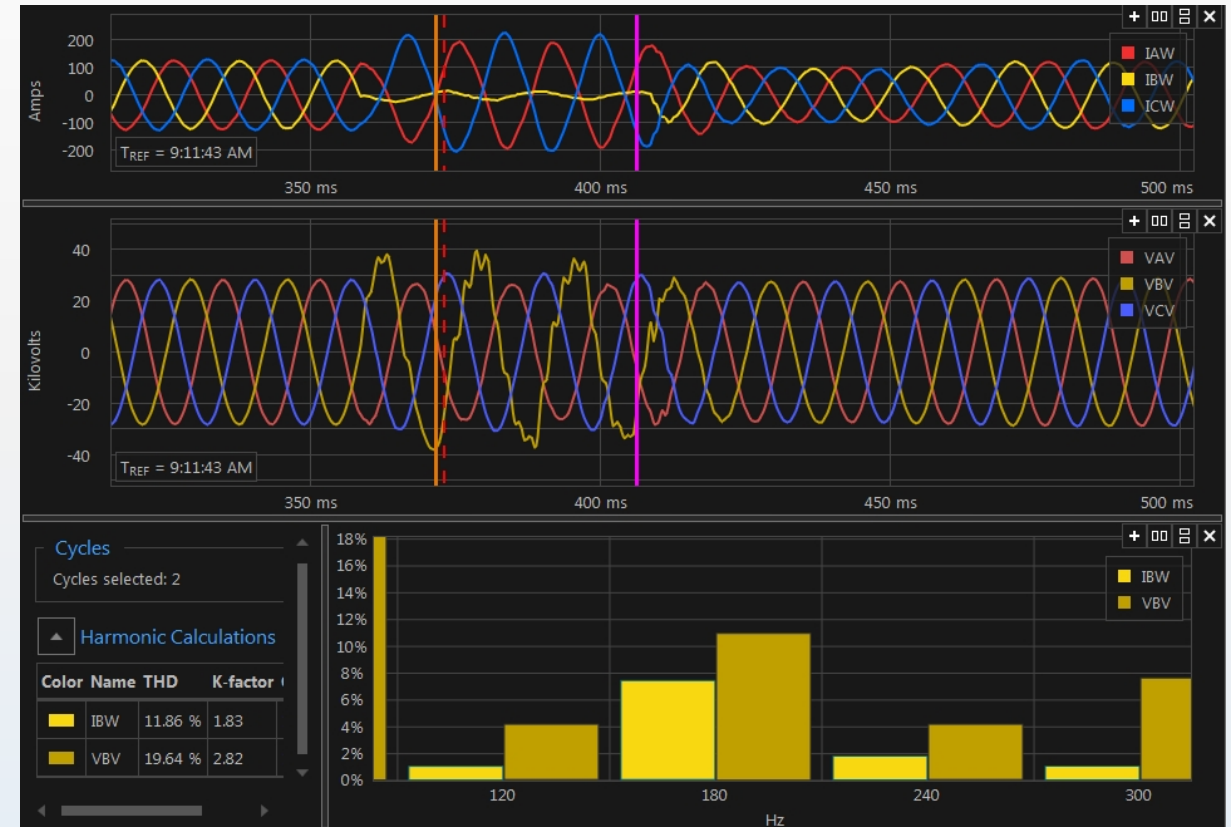 200
100
0
-100
-200
Amps
IAW
IBW
ICW
TREF = 9:11:43 AM
350 ms
400 ms
450 ms
500 ms
40
20
0
-20
-40
Kilovolts
VAV
VBV
VCV
TREF = 9:11:43 AM
350 ms
400 ms
450 ms
500 ms
Cycles
Cycles selected: 2
Harmonic Calculations
Color Name THD K-factor
IBW 11.86 % 1.83
VBV 19.64 % 2.82
18%
16%
14%
12%
10%
8%
6%
4%
2%
0%
IBW
VBV
120
180
240
300
Hz